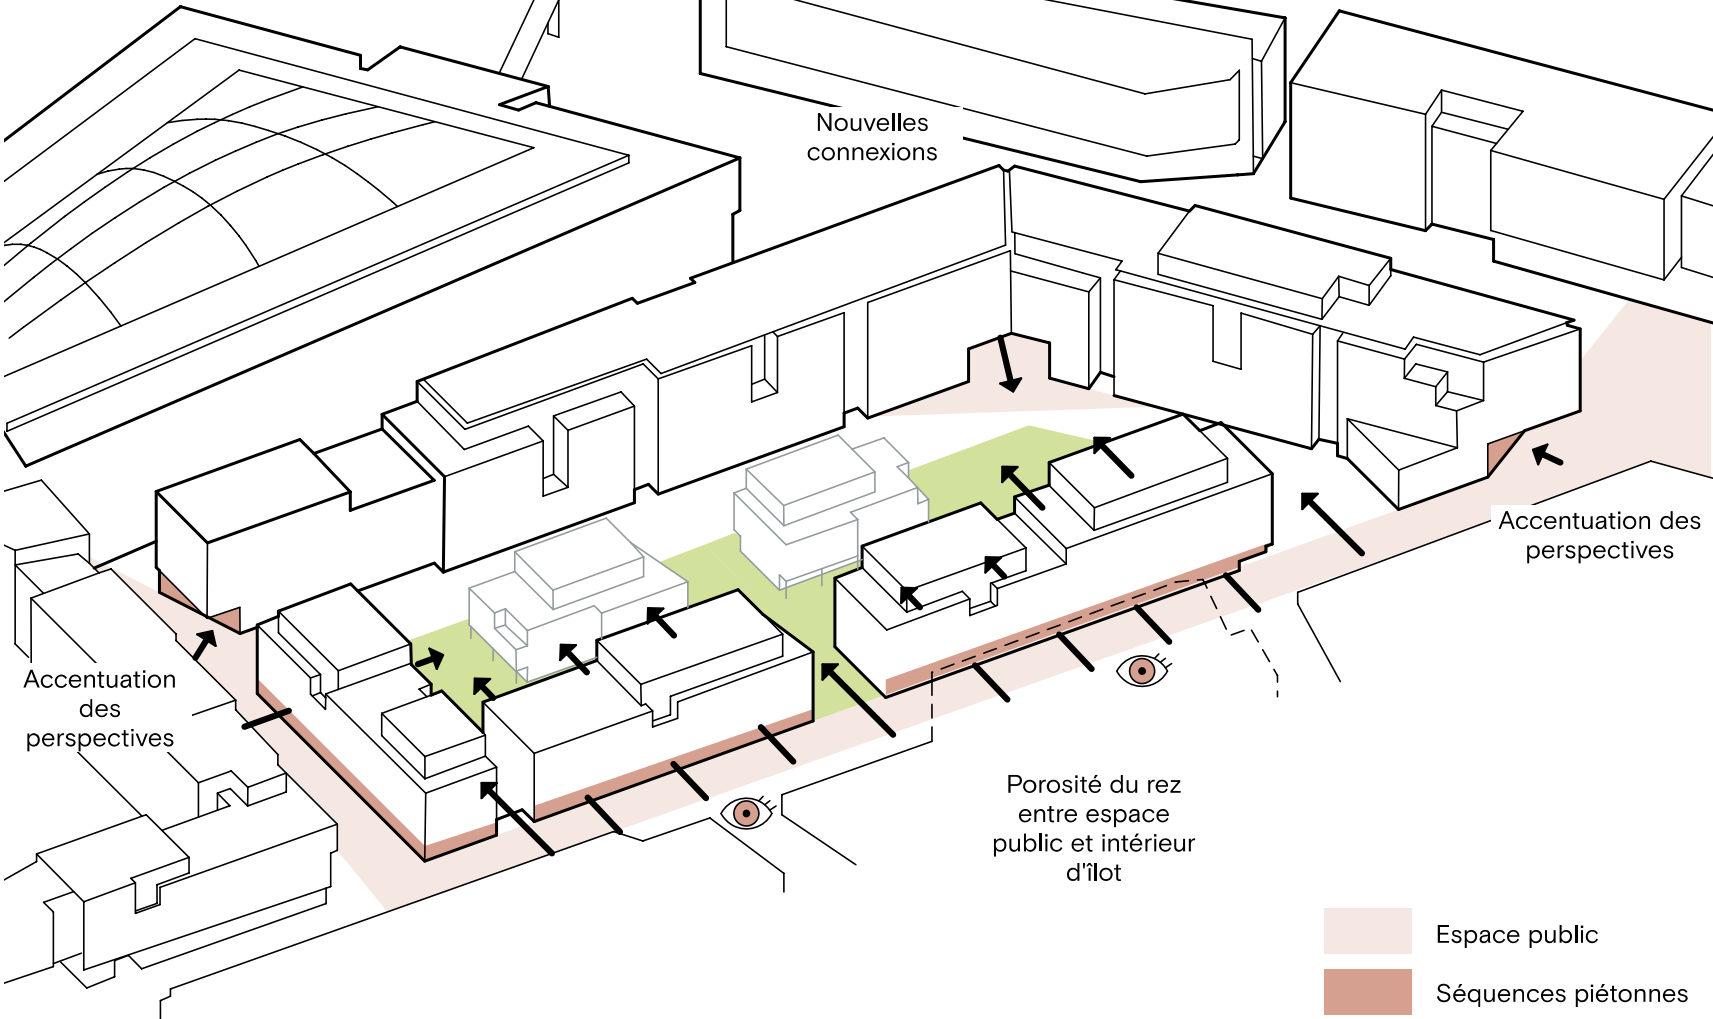 Nouvelles
connexions
Accentuation des
perspectives
Accentuation
des
perspectives
Porosité du rez
entre espace
public et intérieur
d'îlot
Espace public
Séquences piétonnes